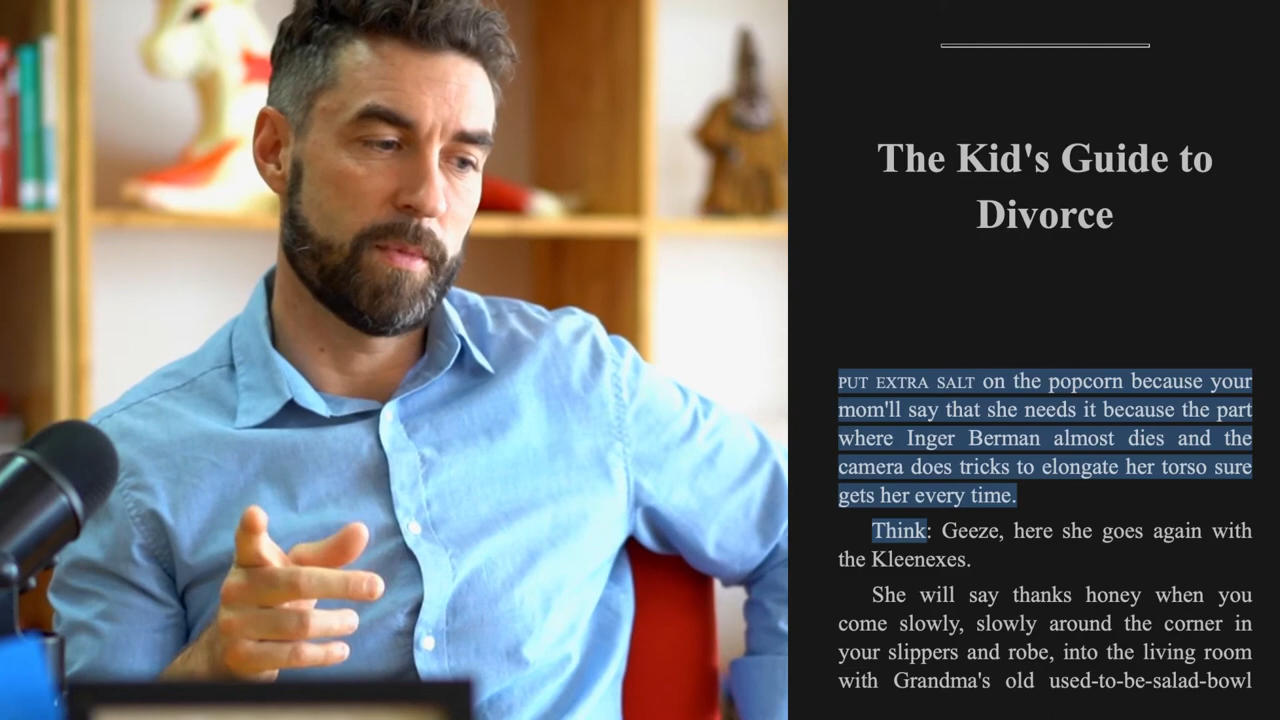 The Kid's Guide to
Divorce
PUT EXTRA SALT on the popcorn because your
mom'll say that she needs it because the part
where Inger Berman almost dies and the
camera does tricks to elongate her torso sure
gets her every time.
Think: Geeze, here she goes again with
the Kleenexes.
She will say thanks honey when you
come slowly, slowly around the corner in
your slippers and robe, into the living room
with Grandma's old used-to-be-salad-bowl